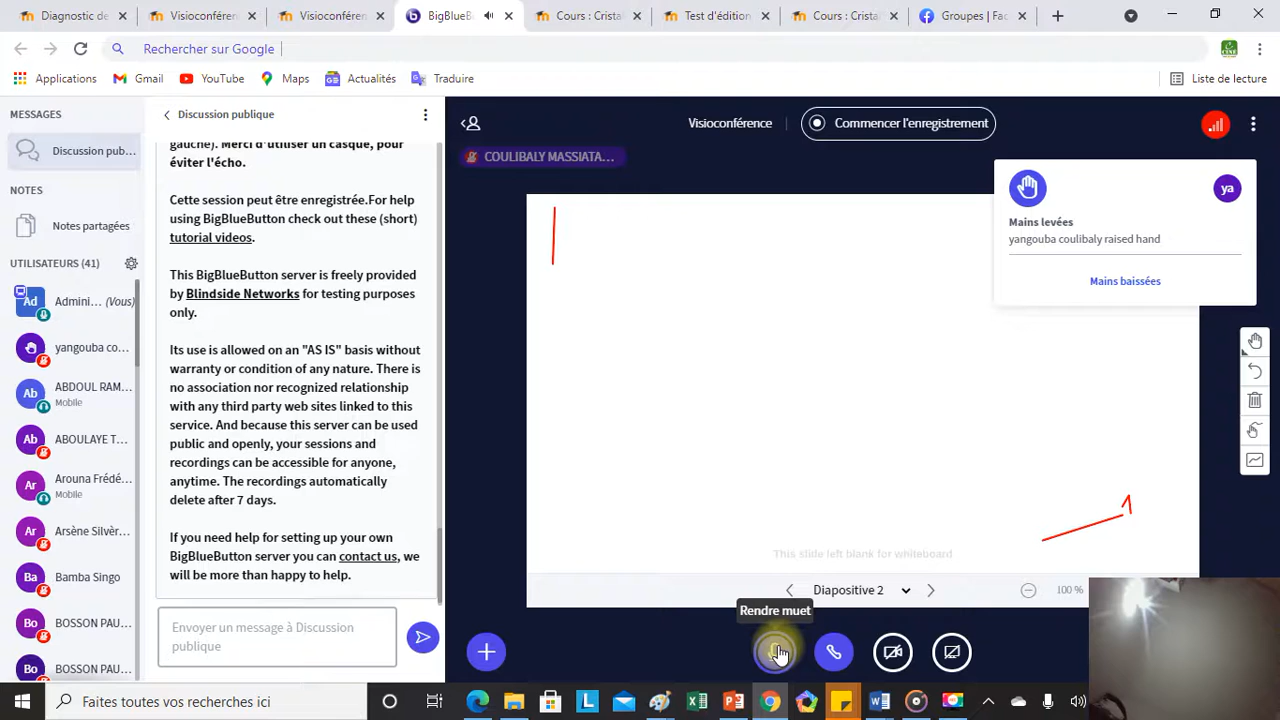 Diagnostic de
Visioconféren
Visioconféren
BigBlueB
Cours : Crista
Test d'édition
Cours : Crista
Groupes | Fac
Rechercher sur Google
Applications
Gmail
YouTube
Maps
Actualités
Traduire
Liste de lecture
MESSAGES
Discussion pub...
NOTES
Notes partagées
UTILISATEURS (41)
Ad
Admini... (Vous)
yangouba co...
Ab
ABDOUL RAM...
Mobile
Ab
ABOULAYE T...
Ar
Arouna Frédé...
Mobile
Ar
Arsène Silvèr...
Ba
Bamba Singo
BO
BOSSON PAU...
BO
BOSSON PAU...
Discussion publique
gauche). Merci d'utiliser un casque, pour
éviter l'écho.
Cette session peut être enregistrée.For help
using BigBlueButton check out these (short)
tutorial videos.
This BigBlueButton server is freely provided
by Blindside Networks for testing purposes
only.
Its use is allowed on an "AS IS" basis without
warranty or condition of any nature. There is
no association nor recognized relationship
with any third party web sites linked to this
service. And because this server can be used
public and openly, your sessions and
recordings can be accessible for anyone,
anytime. The recordings automatically
delete after 7 days.
If you need help for setting up your own
BigBlueButton server you can contact us, we
will be more than happy to help.
Envoyer un message à Discussion
publique
Visioconférence
Commencer l'enregistrement
COULIBALY MASSIATA...
ya
Mains levées
yangouba coulibaly raised hand
Mains baissées
1
This slide left blank for whiteboard
Diapositive 2
100 %
Rendre muet
Faites toutes vos recherches ici